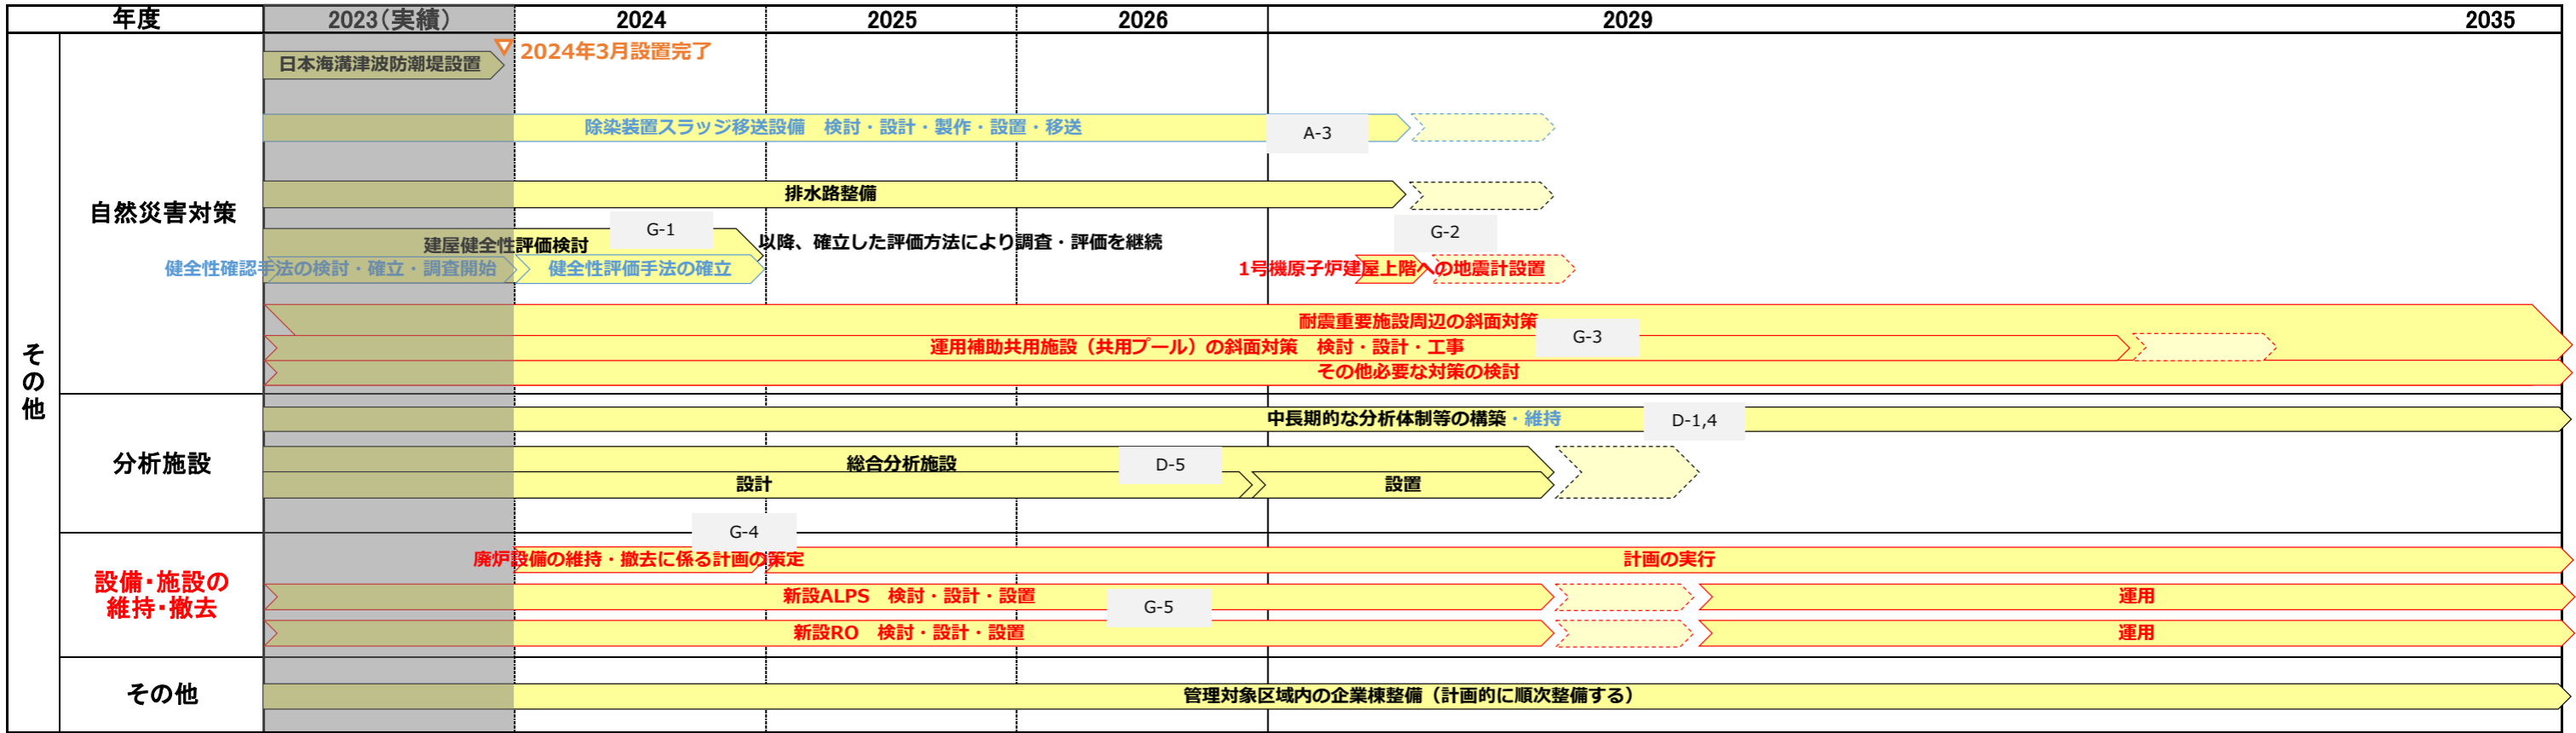 年度
2023(実績)
2024
2025
2026
2029
2035
その他
自然災害対策
日本海溝津波防潮堤設置
2024年3月設置完了
除染装置スラッジ移送設備　検討・設計・製作・設置・移送
A-3
排水路整備
G-1
建屋健全性評価検討
以降、確立した評価方法により調査・評価を継続
G-2
健全性確認手法の検討・確立・調査開始
健全性評価手法の確立
1号機原子炉建屋上階への地震計設置
耐震重要施設周辺の斜面対策
G-3
運用補助共用施設（共用プール）の斜面対策　検討・設計・工事
その他必要な対策の検討
分析施設
中長期的な分析体制等の構築・維持
D-1,4
総合分析施設
D-5
設計
設置
設備・施設の
維持・撤去
G-4
廃炉設備の維持・撤去に係る計画の策定
計画の実行
新設ALPS　検討・設計・設置
G-5
運用
新設RO　検討・設計・設置
運用
その他
管理対象区域内の企業棟整備（計画的に順次整備する）